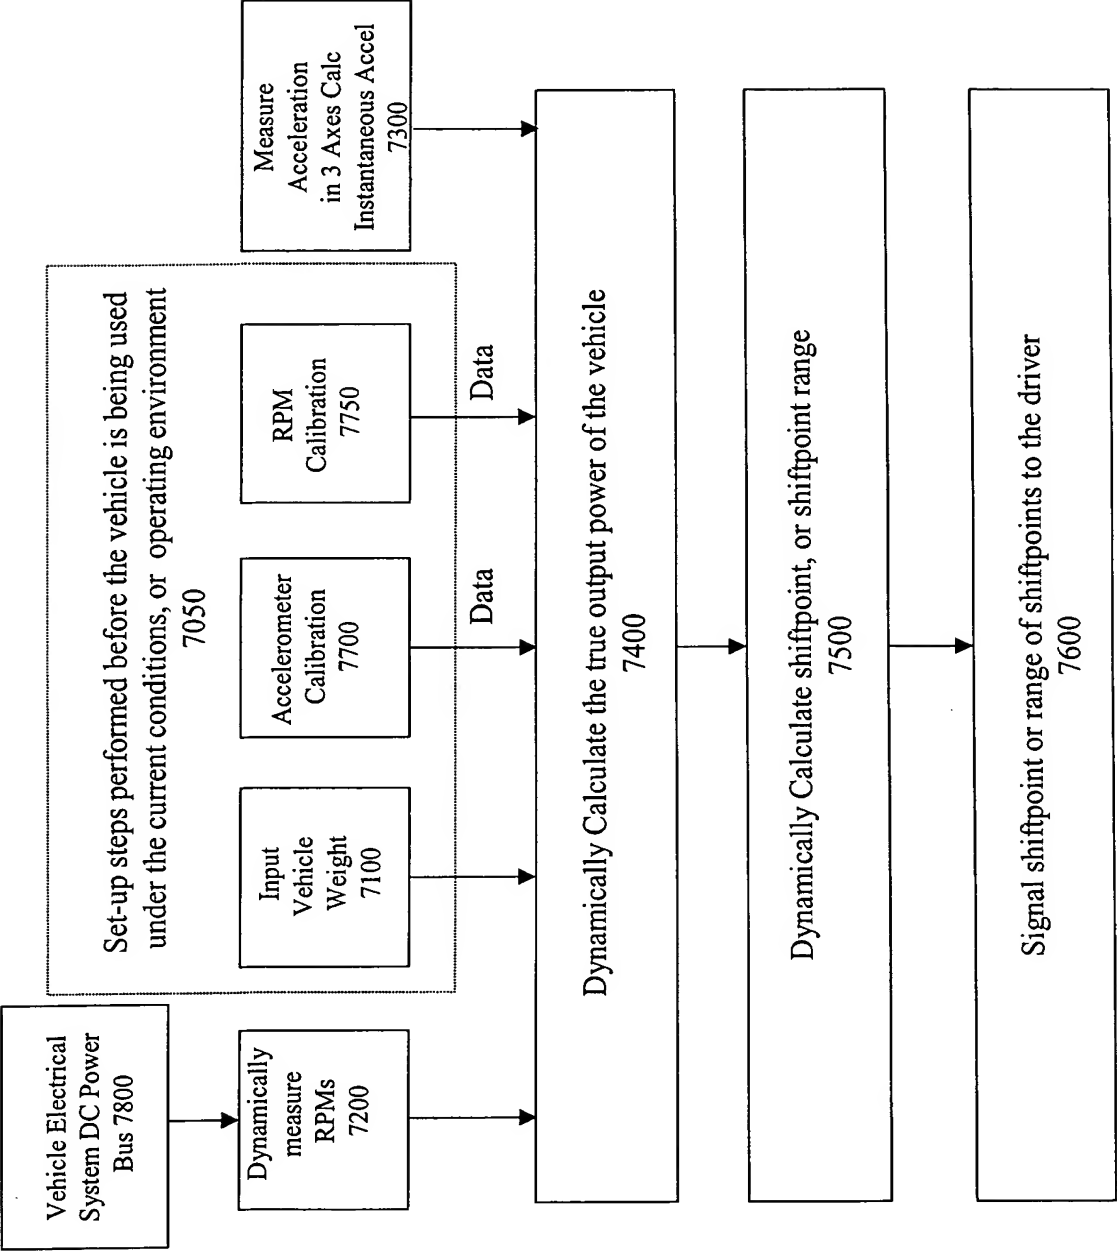 Vehicle Electrical
System DC Power
Bus 7800
Dynamically
measure
RPMs
7200
Set-up steps performed before the vehicle is being used
under the current conditions, or operating environment
7050
Input
Vehicle
Weight
7100
Accelerometer
Calibration
7700
Data
RPM
Calibration
7750
Data
Measure
Acceleration
in 3 Axes Calc
Instantaneous Accel
7300
Dynamically Calculate the true output power of the vehicle
7400
Dynamically Calculate shiftpoint, or shiftpoint range
7500
Signal shiftpoint or range of shiftpoints to the driver
7600